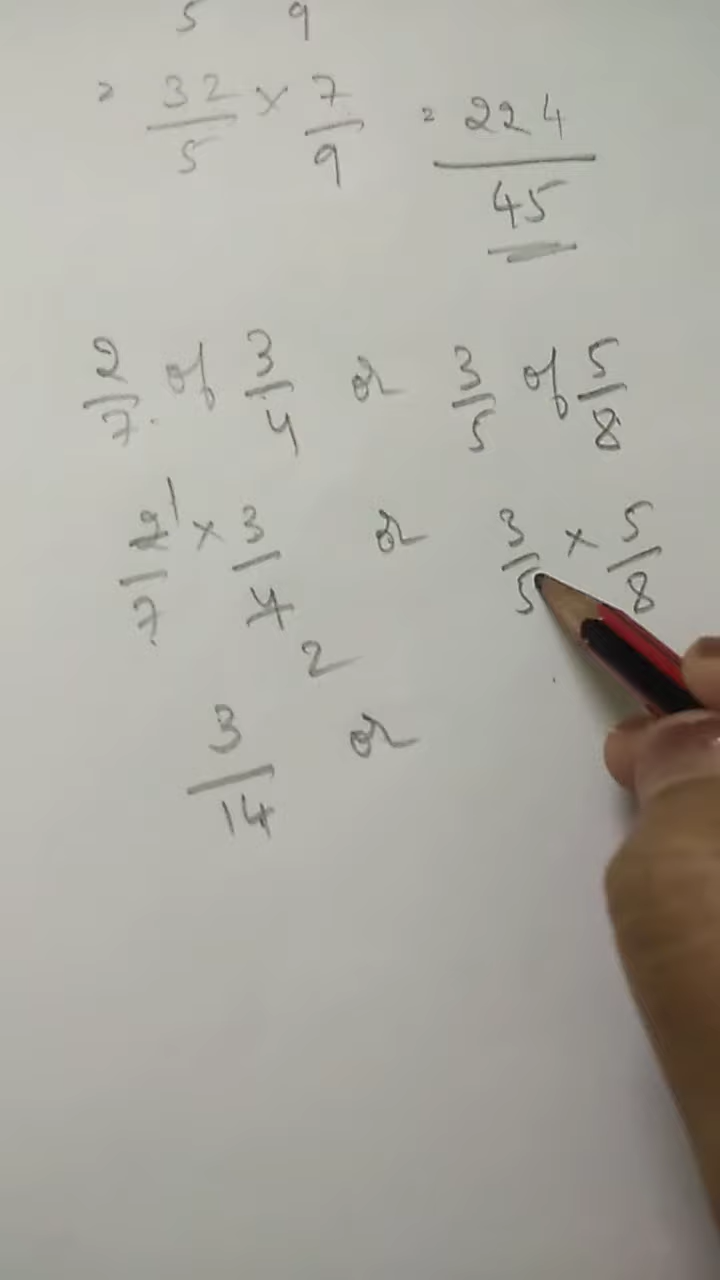 5 9
= 32/5 × 7/9 = 224/45
2/7 of 3/4 or 3/5 of 5/8
2/7 1 × 3/4 2 or 3/5 × 5/8
3/14 or